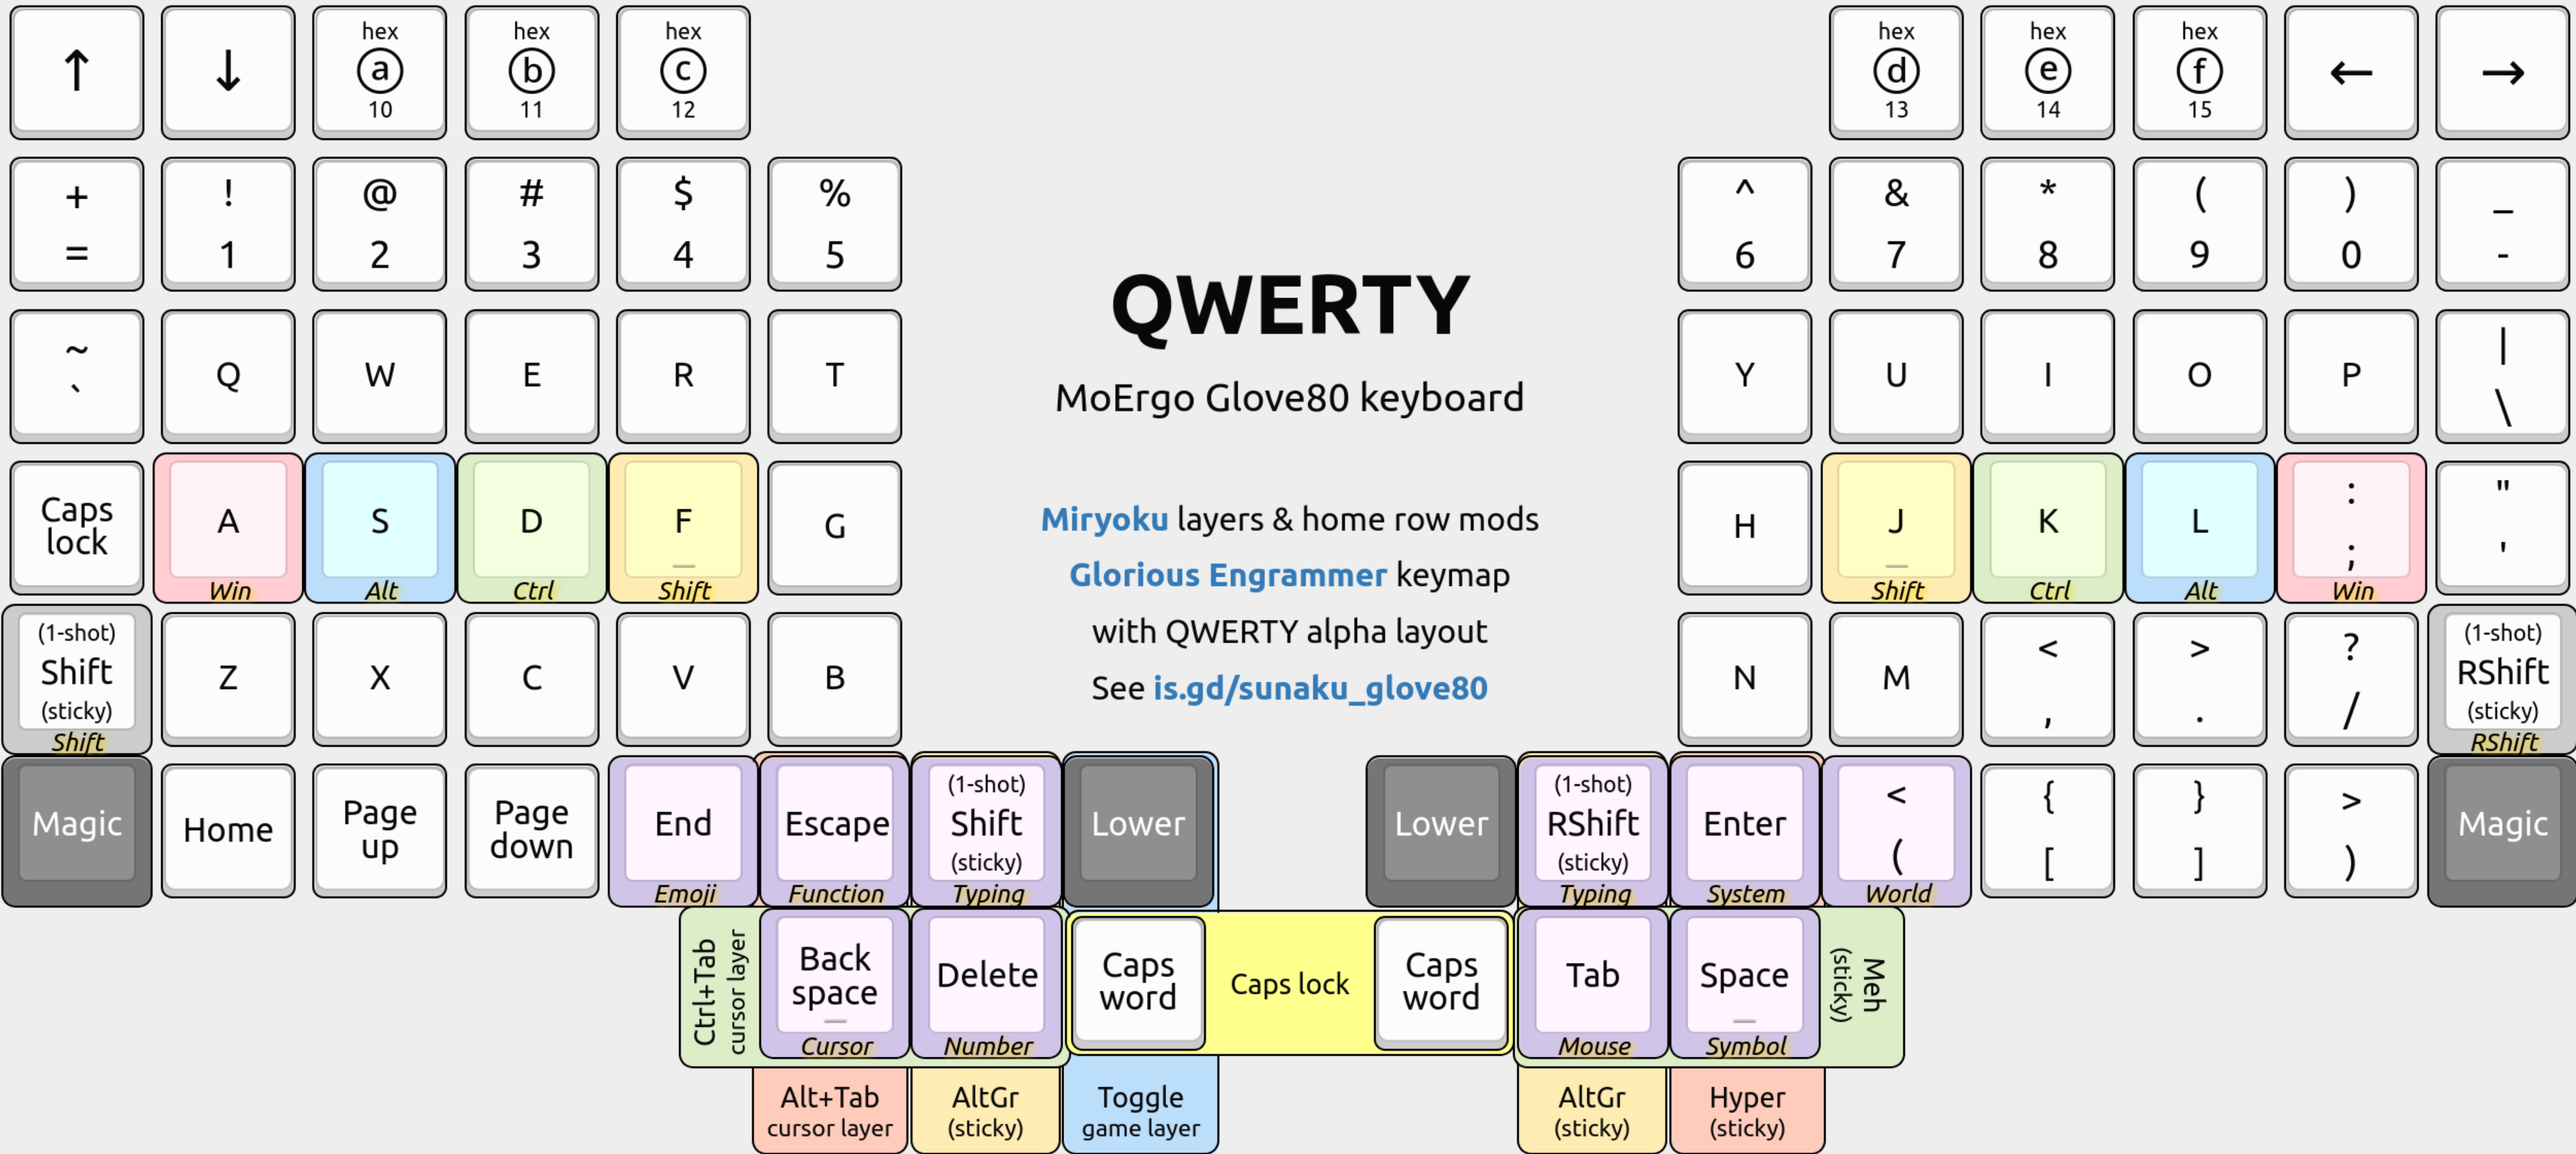 ↑ ↓ hex ⓐ 10 hex ⓑ 11 hex ⓒ 12 hex ⓓ 13 hex ⓔ 14 hex ⓕ 15 ← →
+ ! @ # $ % ^ & * ( ) _
= 1 2 3 4 5 6 7 8 9 0 -
QWERTY
MoErgo Glove80 keyboard
~ ` Q W E R T Y U I O P | \
Miryoku layers & home row mods
Glorious Engrammer keymap
with QWERTY alpha layout
See is.gd/sunaku_glove80
Caps lock A S D F G H J K L : ; " '
Win Alt Ctrl Shift Shift Ctrl Alt Win
(1-shot) Shift (sticky) Z X C V B N M < , > . ? / (1-shot) RShift (sticky)
Shift RShift
Magic Home Page up Page down End Escape (1-shot) Shift (sticky) Lower Lower (1-shot) RShift (sticky) Enter < ( { [ } ] > ) Magic
Emoji Function Typing Typing System World
Ctrl+Tab cursor layer Back space Delete Caps word Caps lock Caps word Tab Space Meh (sticky)
Cursor Number Mouse Symbol
Alt+Tab AltGr Toggle AltGr Hyper
cursor layer (sticky) game layer (sticky) (sticky)